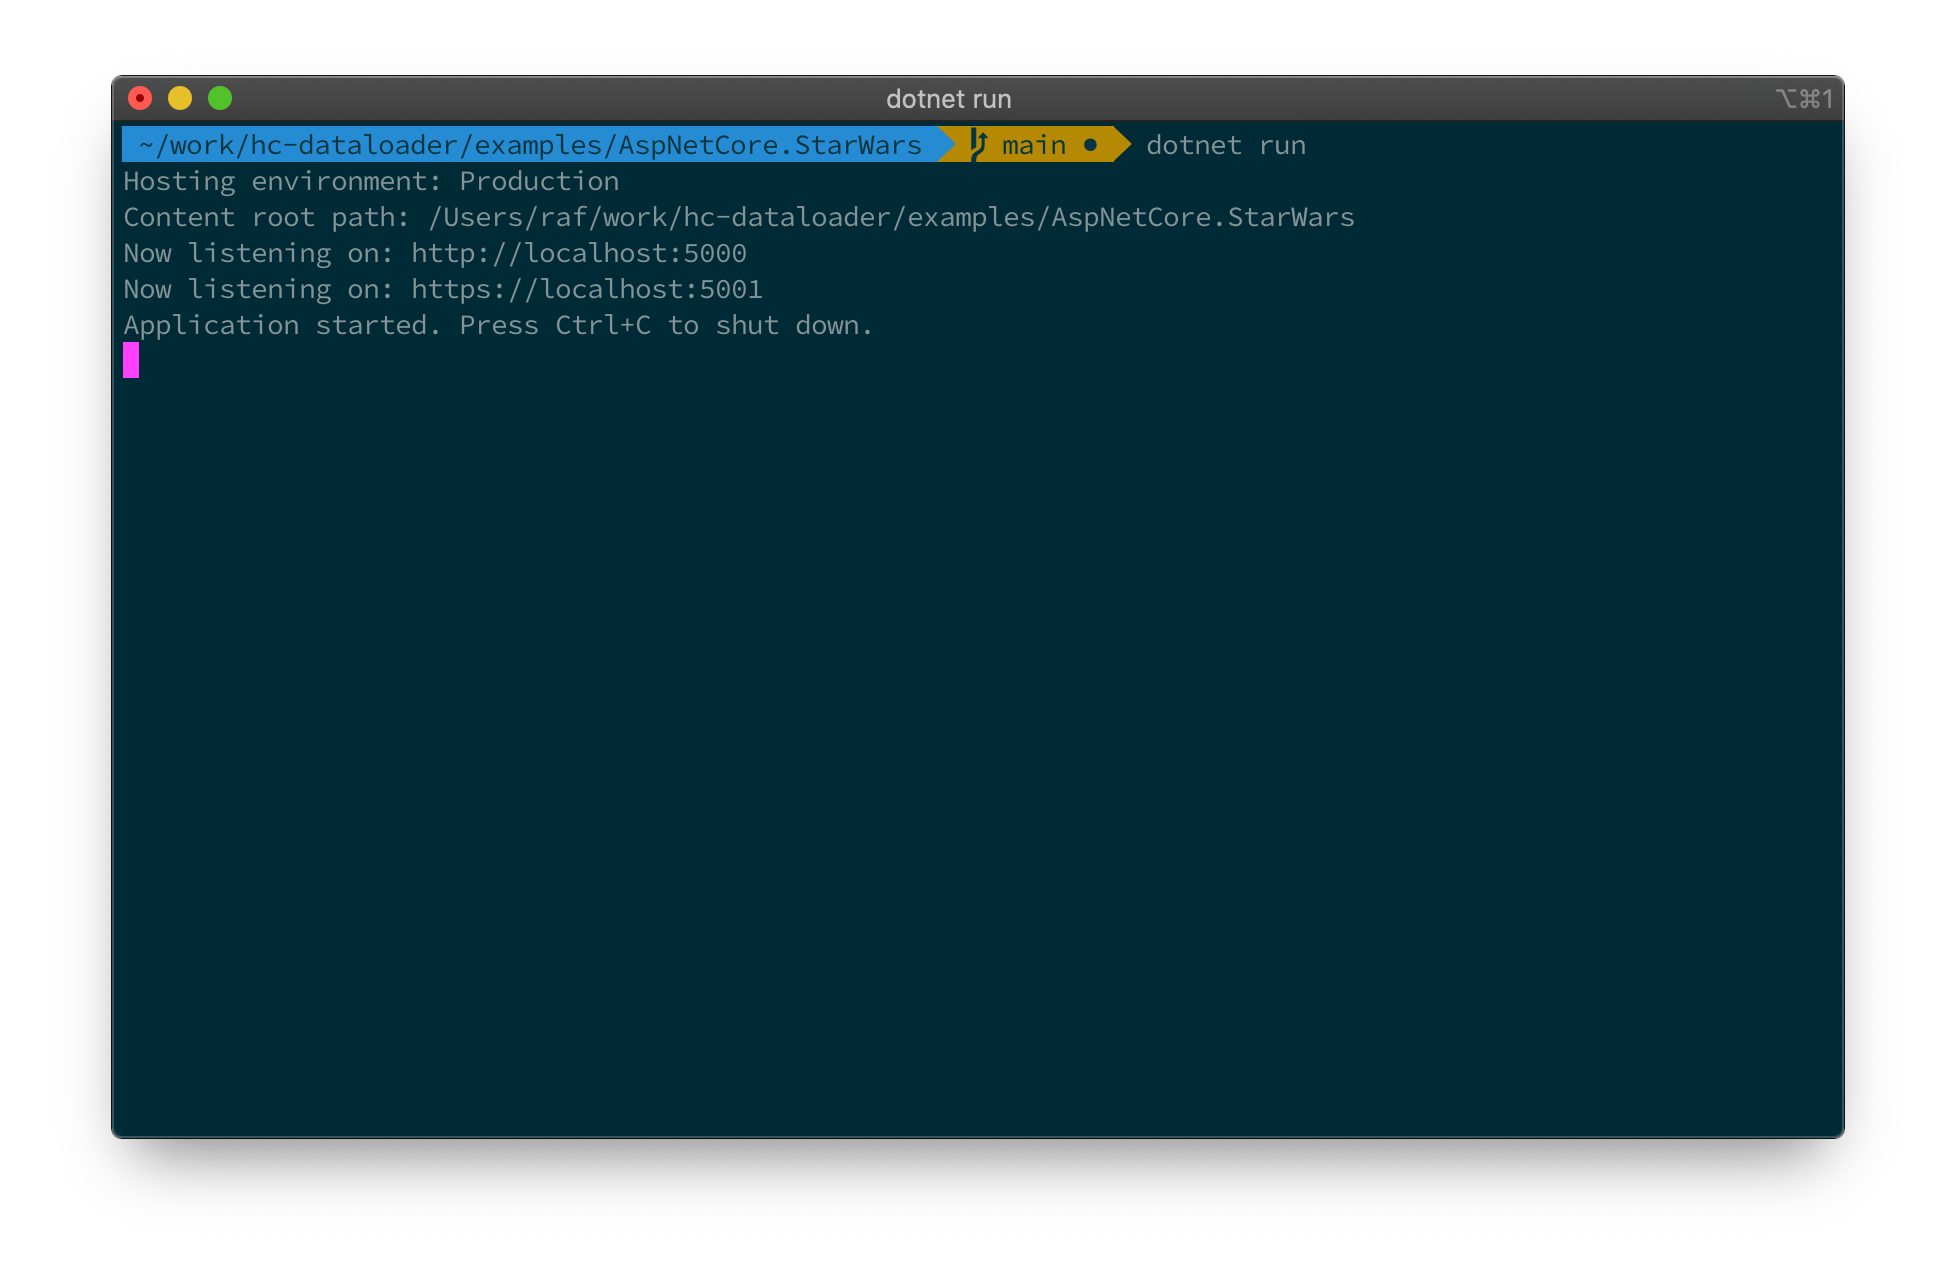 dotnet run
⌥⌘1
~/work/hc-dataloader/examples/AspNetCore.StarWars main ● dotnet run
Hosting environment: Production
Content root path: /Users/raf/work/hc-dataloader/examples/AspNetCore.StarWars
Now listening on: http://localhost:5000
Now listening on: https://localhost:5001
Application started. Press Ctrl+C to shut down.